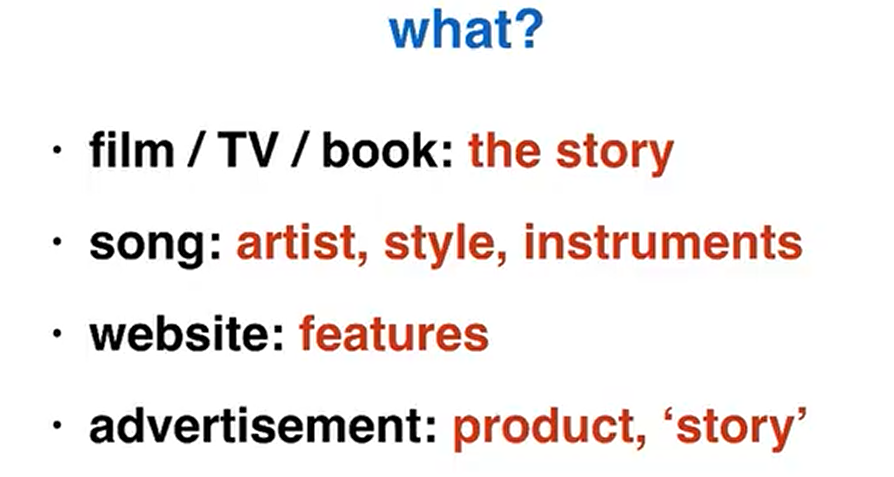 what?
· film / TV / book: the story
· song: artist, style, instruments
· website: features
· advertisement: product, ‘story’